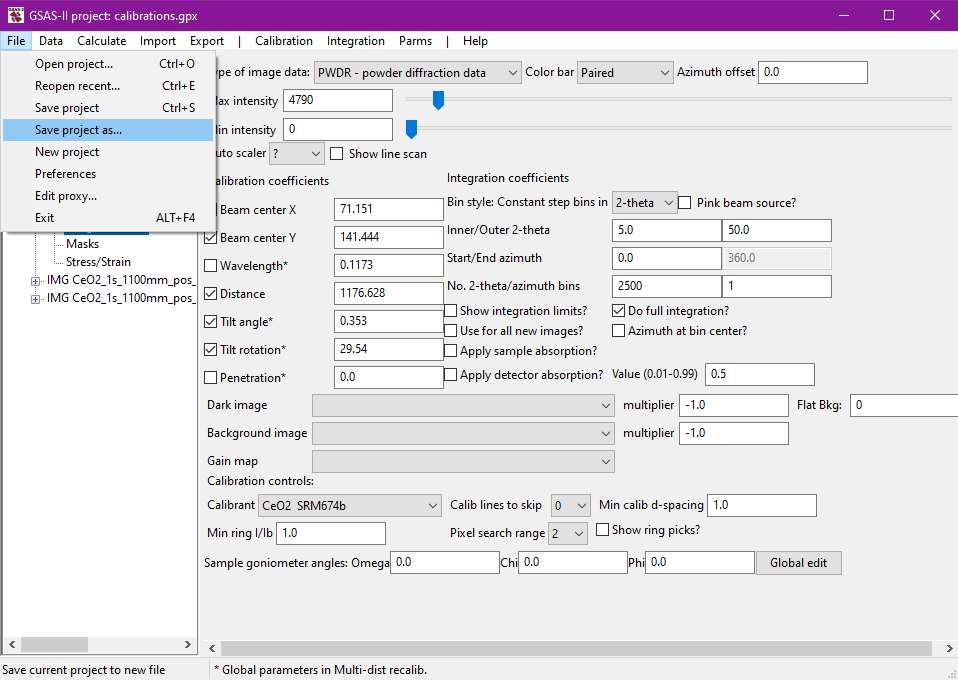 GSAS-II project: calibrations.gpx
File Data Calculate Import Export | Calibration Integration Parms | Help
Open project... Ctrl+O
Reopen recent... Ctrl+E
Save project Ctrl+S
Save project as...
New project
Preferences
Edit proxy...
Exit ALT+F4
Masks
Stress/Strain
IMG CeO2_1s_1100mm_pos_
IMG CeO2_1s_1100mm_pos_
ype of image data: PWDR - powder diffraction data Color bar Paired Azimuth offset 0.0
ax intensity 4790
in intensity 0
uto scaler ? Show line scan
alibration coefficients
Beam center X 71.151
Beam center Y 141.444
Wavelength* 0.1173
Distance 1176.628
Tilt angle* 0.353
Tilt rotation* 29.54
Penetration* 0.0
Integration coefficients
Bin style: Constant step bins in 2-theta Pink beam source?
Inner/Outer 2-theta 5.0 50.0
Start/End azimuth 0.0 360.0
No. 2-theta/azimuth bins 2500 1
Show integration limits? Do full integration?
Use for all new images? Azimuth at bin center?
Apply sample absorption?
Apply detector absorption? Value (0.01-0.99) 0.5
Dark image multiplier -1.0 Flat Bkg: 0
Background image multiplier -1.0
Gain map
Calibration controls:
Calibrant CeO2 SRM674b Calib lines to skip 0 Min calib d-spacing 1.0
Min ring I/Ib 1.0 Pixel search range 2 Show ring picks?
Sample goniometer angles: Omega 0.0 Chi 0.0 Phi 0.0 Global edit
Save current project to new file * Global parameters in Multi-dist recalib.